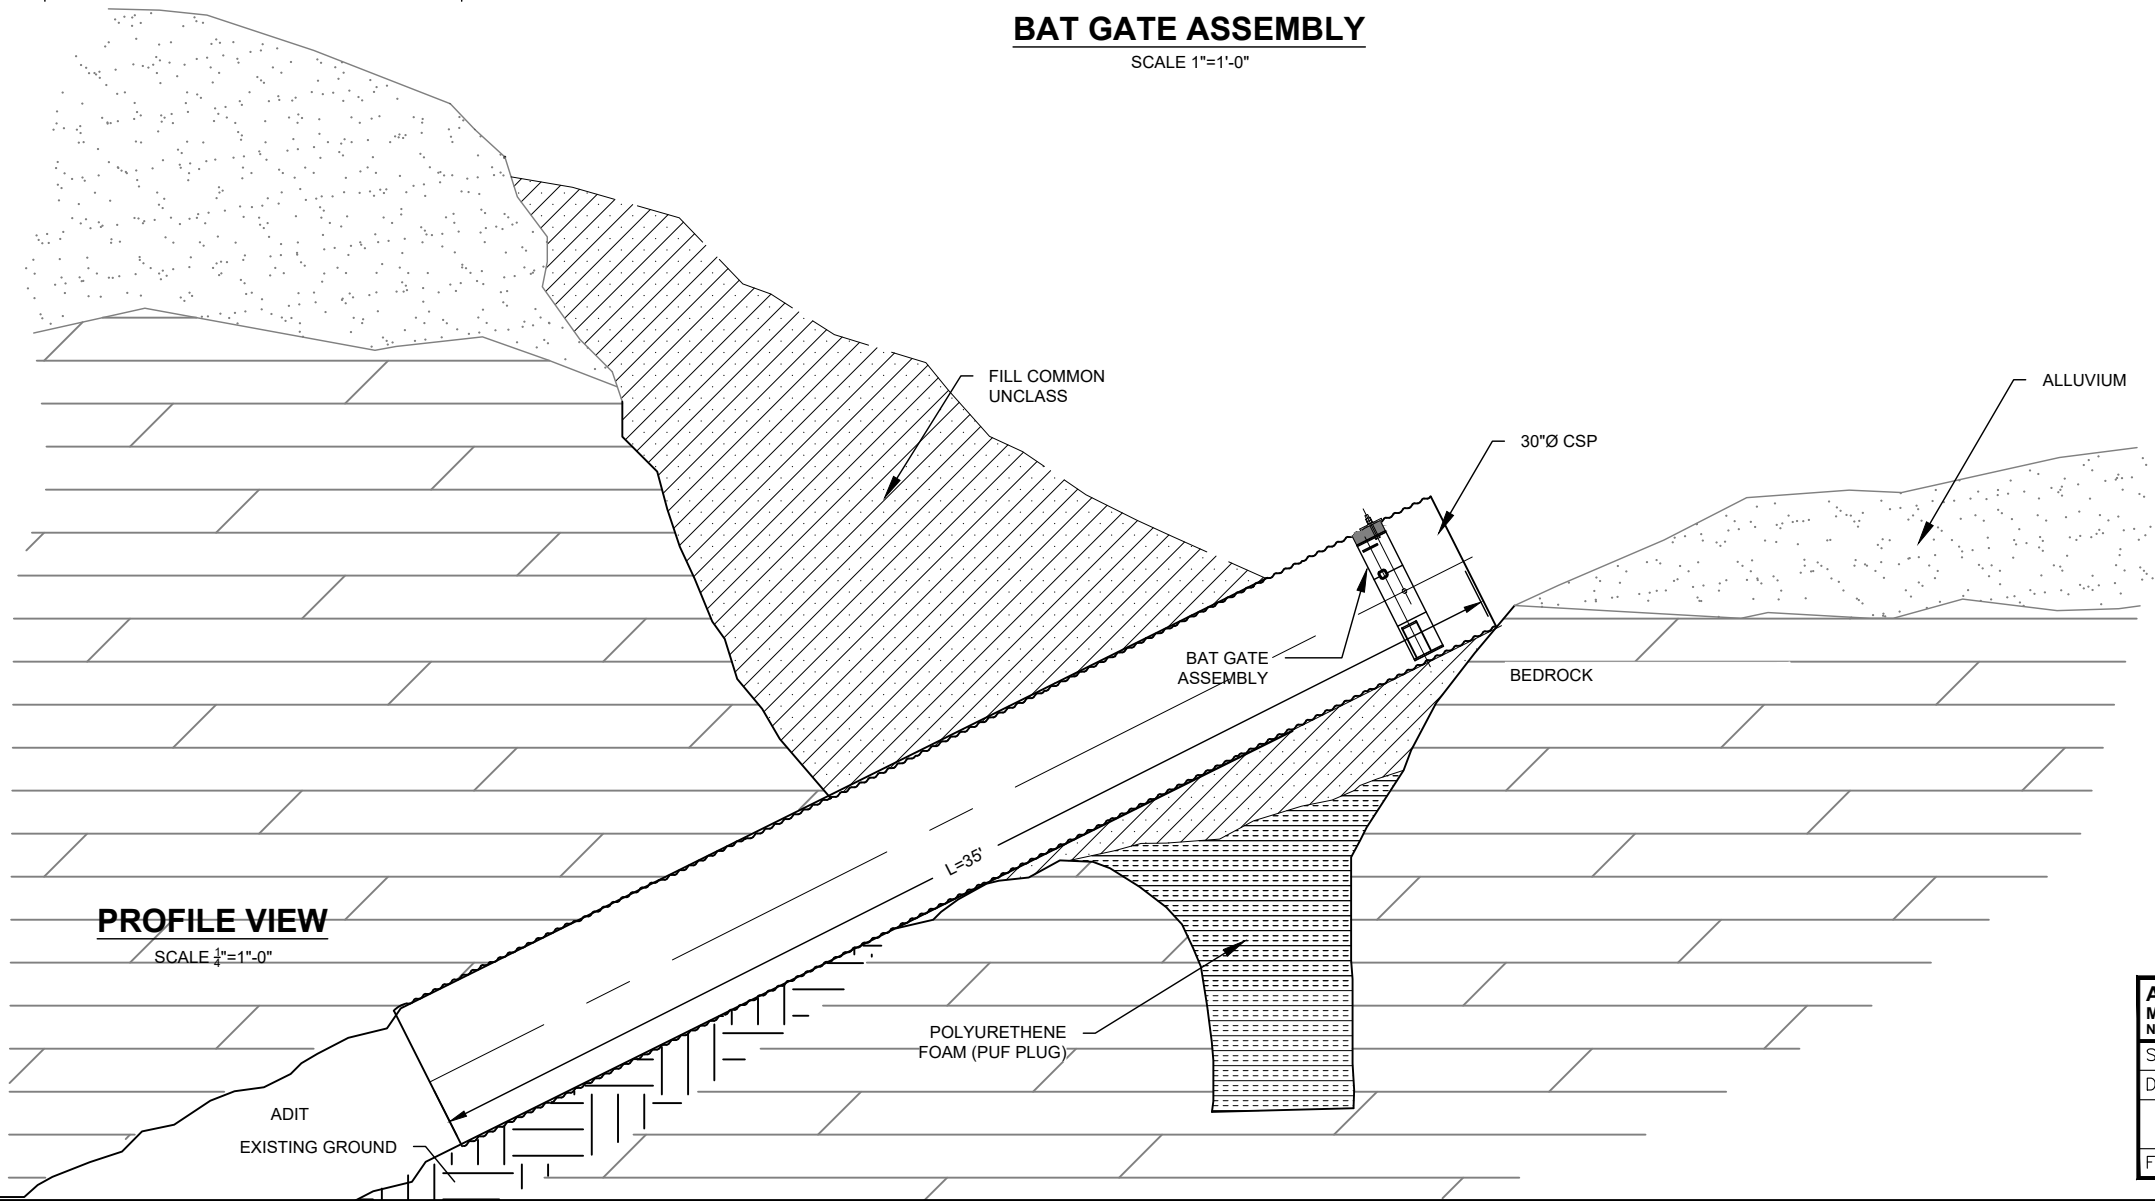 BAT GATE ASSEMBLY
SCALE 1"=1'-0"
FILL COMMON
UNCLASS
ALLUVIUM
30"Ø CSP
BAT GATE
ASSEMBLY
BEDROCK
L=35'
PROFILE VIEW
SCALE 1/4"=1"-0"
POLYURETHENE
FOAM (PUF PLUG)
ADIT
EXISTING GROUND